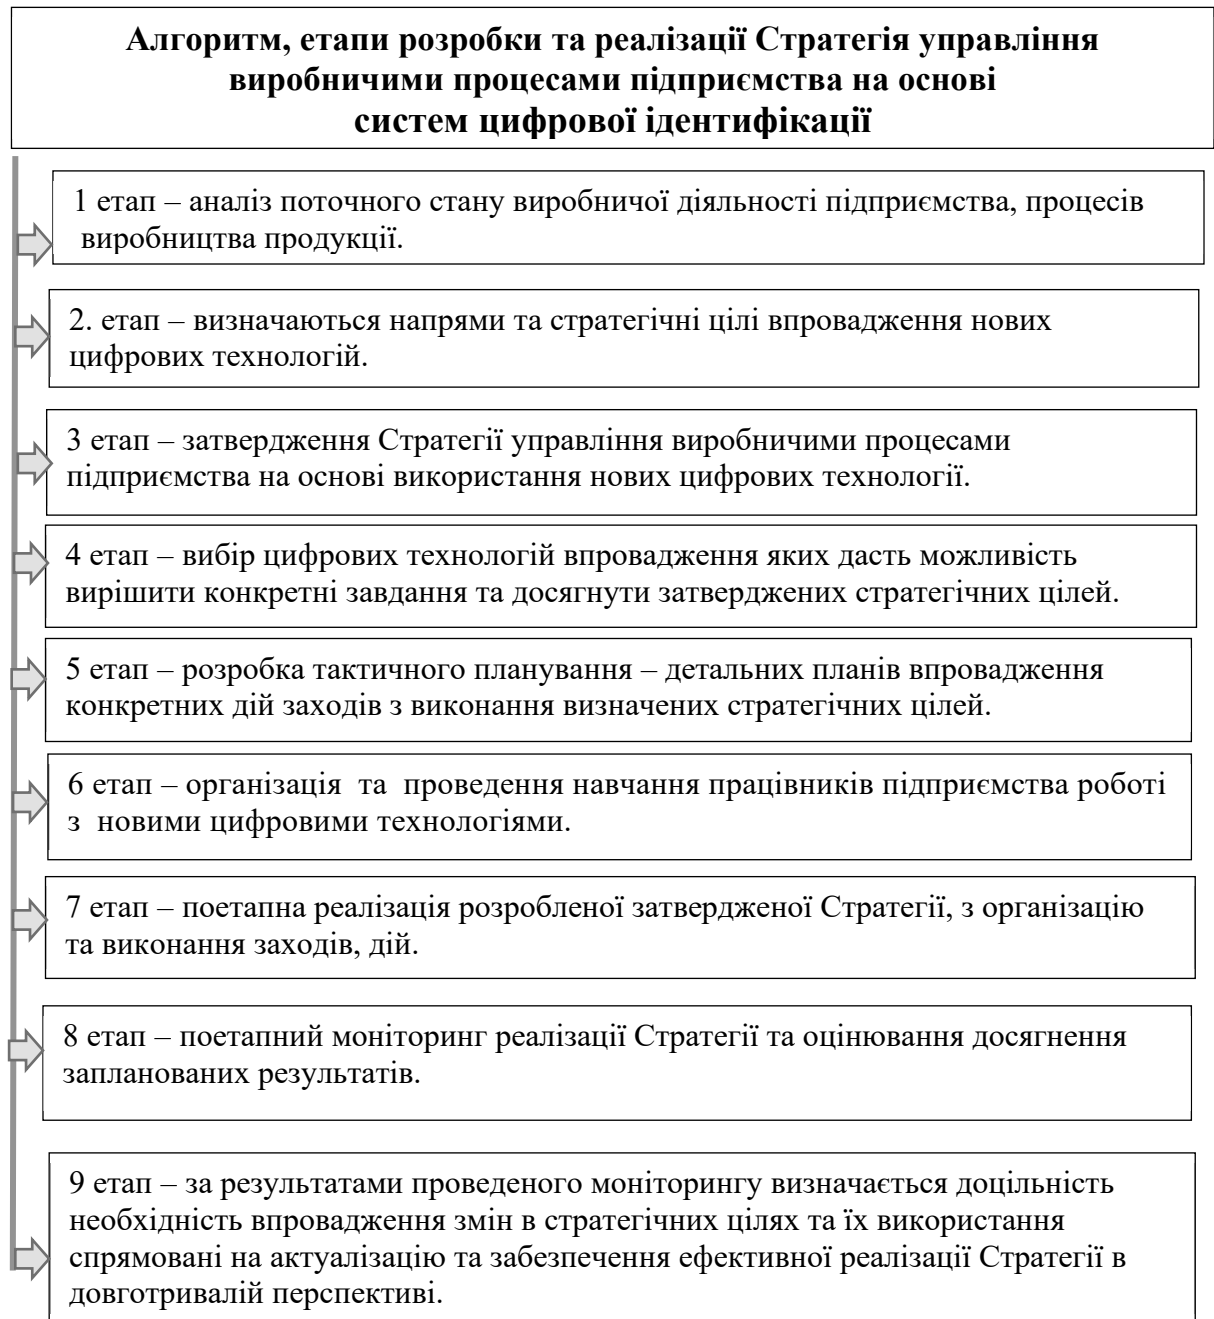 Алгоритм, етапи розробки та реалізації Стратегія управління
виробничими процесами підприємства на основі
систем цифрової ідентифікації
1 етап – аналіз поточного стану виробничої діяльності підприємства, процесів
виробництва продукції.
2. етап – визначаються напрями та стратегічні цілі впровадження нових
цифрових технологій.
3 етап – затвердження Стратегії управління виробничими процесами
підприємства на основі використання нових цифрових технології.
4 етап – вибір цифрових технологій впровадження яких дасть можливість
вирішити конкретні завдання та досягнути затверджених стратегічних цілей.
5 етап – розробка тактичного планування – детальних планів впровадження
конкретних дій заходів з виконання визначених стратегічних цілей.
6 етап – організація та проведення навчання працівників підприємства роботі
з новими цифровими технологіями.
7 етап – поетапна реалізація розробленої затвердженої Стратегії, з організацію
та виконання заходів, дій.
8 етап – поетапний моніторинг реалізації Стратегії та оцінювання досягнення
запланованих результатів.
9 етап – за результатами проведеного моніторингу визначається доцільність
необхідність впровадження змін в стратегічних цілях та їх використання
спрямовані на актуалізацію та забезпечення ефективної реалізації Стратегії в
довготривалій перспективі.